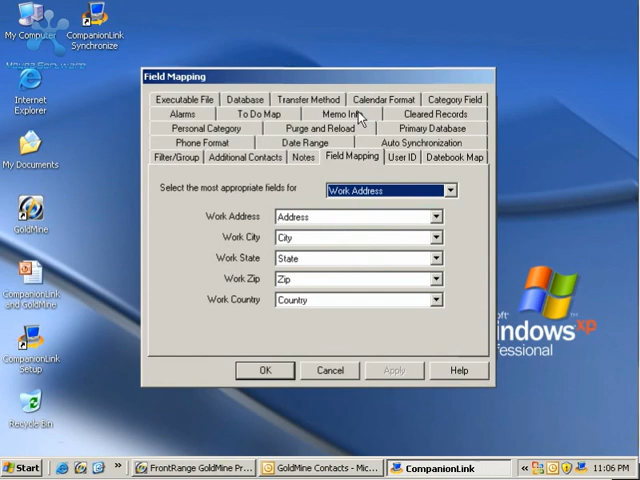 My Computer
CompanionLink
Synchronize
Internet
Explorer
My Documents
GoldMine
CompanionLink
and GoldMine
CompanionLink
Setup
Recycle Bin
Field Mapping
Executable File Database Transfer Method Calendar Format Category Field
Alarms To Do Map Memo Info Cleared Records
Personal Category Purge and Reload Primary Database
Phone Format Date Range Auto Synchronization
Filter/Group Additional Contacts Notes Field Mapping User ID Datebook Map
Select the most appropriate fields for Work Address
Work Address Address
Work City City
Work State State
Work Zip Zip
Work Country Country
OK Cancel Apply Help
oft
indows xp
ofessional
Start » FrontRange GoldMine Pr... GoldMine Contacts - Mic... CompanionLink « 11:06 PM